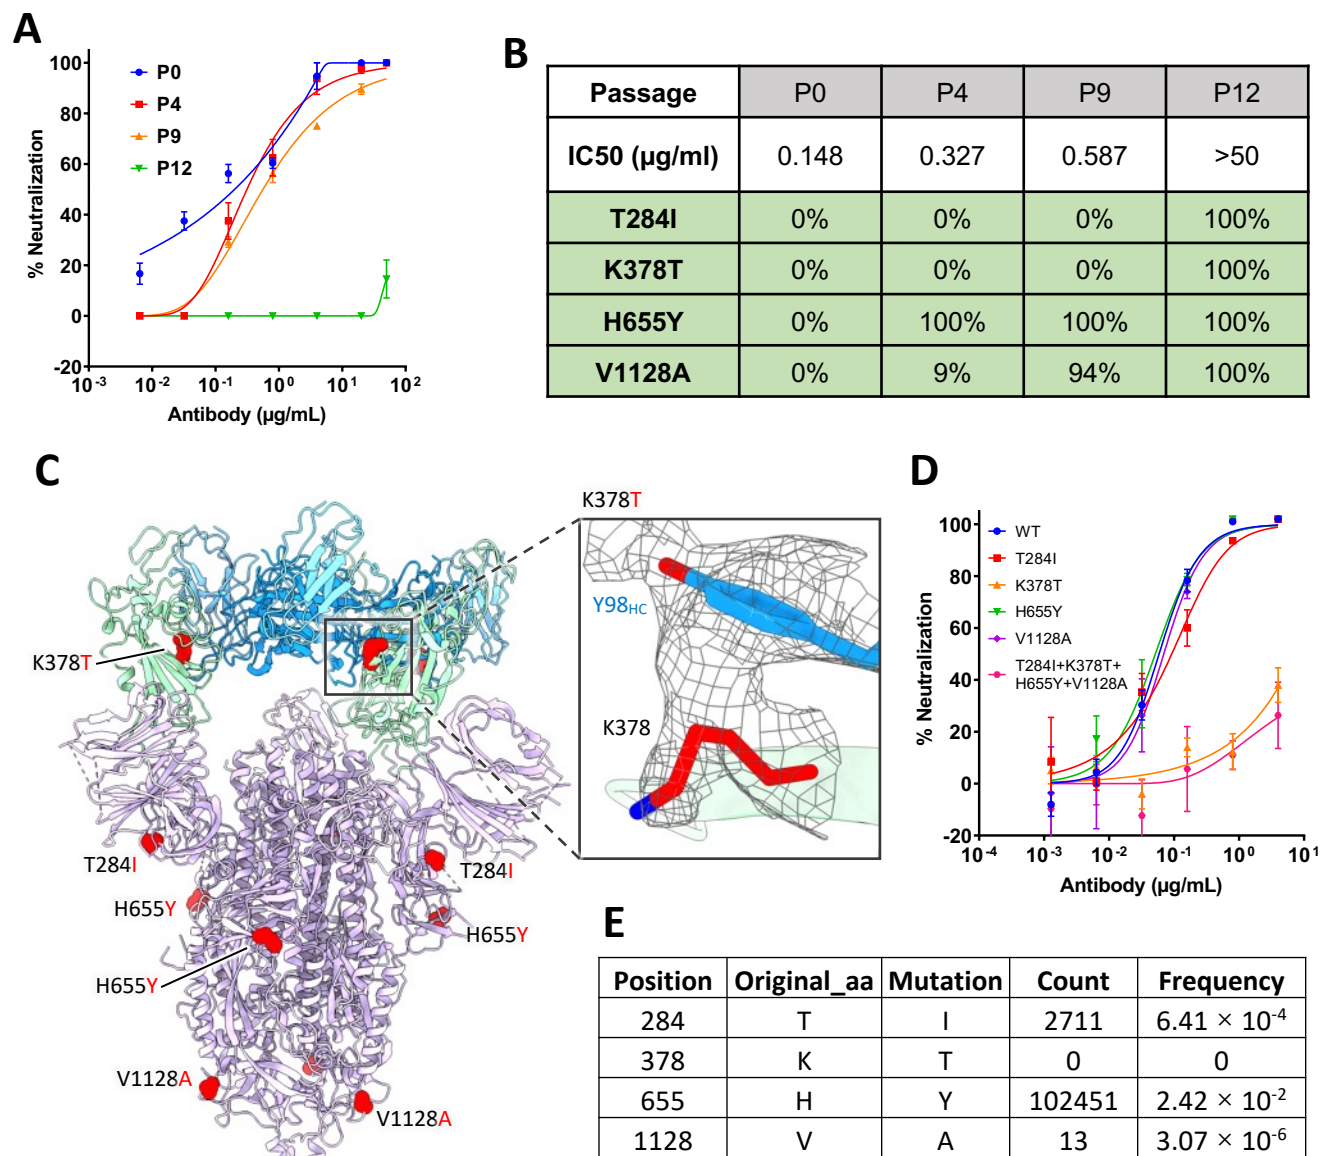 A
100
80
60
40
20
0
-20
% Neutralization
P0
P4
P9
P12
10-3 10-2 10-1 100 101 102
Antibody (µg/mL)
B
Passage P0 P4 P9 P12
IC50 (µg/ml) 0.148 0.327 0.587 >50
T284I 0% 0% 0% 100%
K378T 0% 0% 0% 100%
H655Y 0% 100% 100% 100%
V1128A 0% 9% 94% 100%
C
K378T
T284I
H655Y
H655Y
V1128A
T284I
H655Y
V1128A
K378T
Y98HC
K378
D
100
80
60
40
20
0
-20
% Neutralization
WT
T284I
K378T
H655Y
V1128A
T284I+K378T+
H655Y+V1128A
10-4 10-3 10-2 10-1 100 101
Antibody (µg/mL)
E
Position Original_aa Mutation Count Frequency
284 T I 2711 6.41 × 10-4
378 K T 0 0
655 H Y 102451 2.42 × 10-2
1128 V A 13 3.07 × 10-6